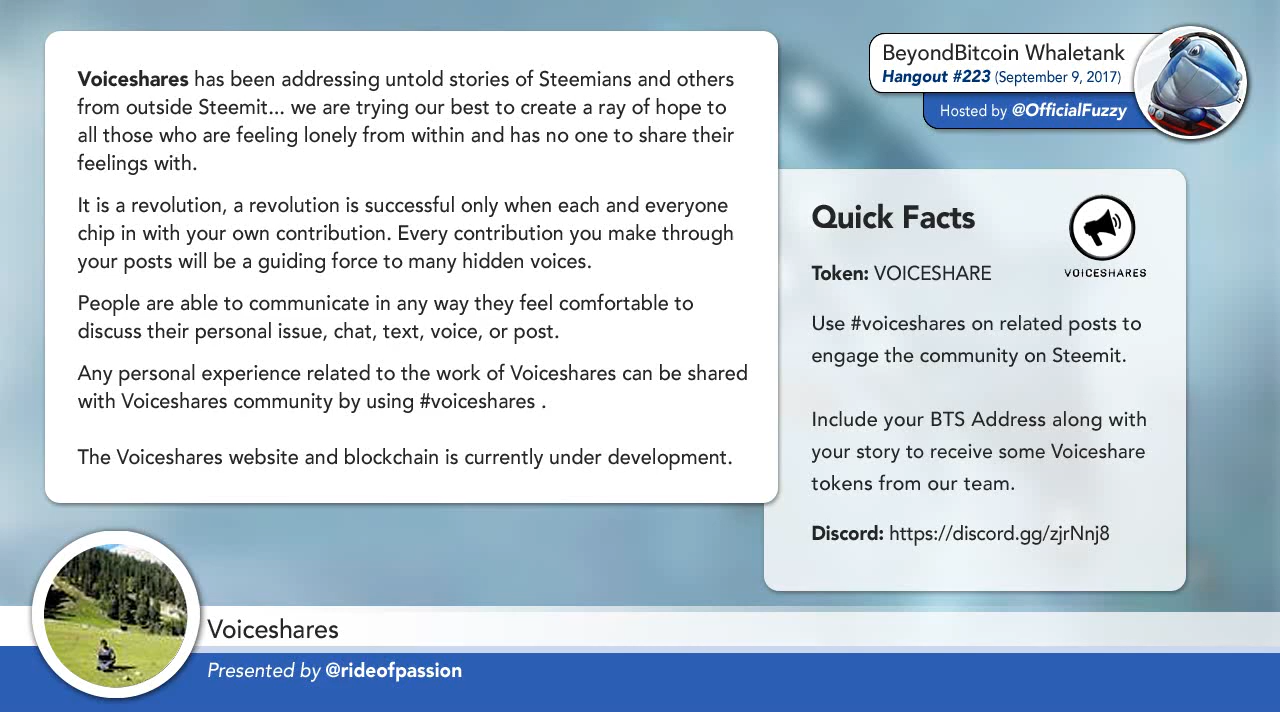 Voiceshares has been addressing untold stories of Steemians and others
from outside Steemit... we are trying our best to create a ray of hope to
all those who are feeling lonely from within and has no one to share their
feelings with.
It is a revolution, a revolution is successful only when each and everyone
chip in with your own contribution. Every contribution you make through
your posts will be a guiding force to many hidden voices.
People are able to communicate in any way they feel comfortable to
discuss their personal issue, chat, text, voice, or post.
Any personal experience related to the work of Voiceshares can be shared
with Voiceshares community by using #voiceshares .
The Voiceshares website and blockchain is currently under development.
BeyondBitcoin Whaletank
Hangout #223 (September 9, 2017)
Hosted by @OfficialFuzzy
Quick Facts
VOICESHARES
Token: VOICESHARE
Use #voiceshares on related posts to
engage the community on Steemit.
Include your BTS Address along with
your story to receive some Voiceshare
tokens from our team.
Discord: https://discord.gg/zjrNnj8
Voiceshares
Presented by @rideofpassion